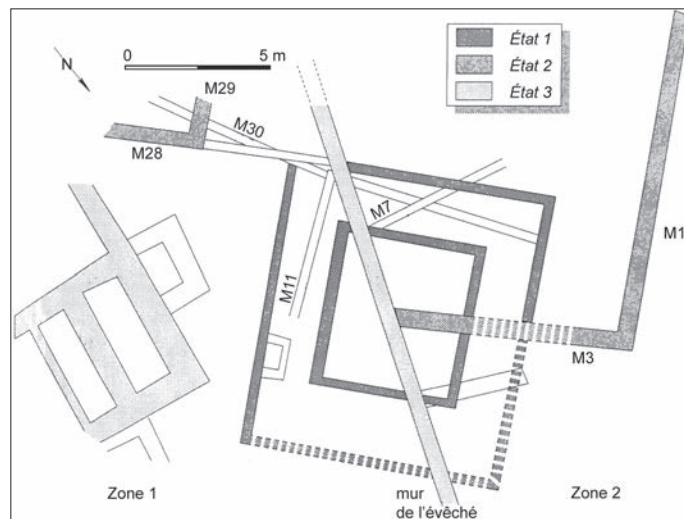 État 1
0 5 m
État 2
N
M29
État 3
M30
M28
M7
M1
M11
M3
Zone 1
mur
de l'évêché
Zone 2